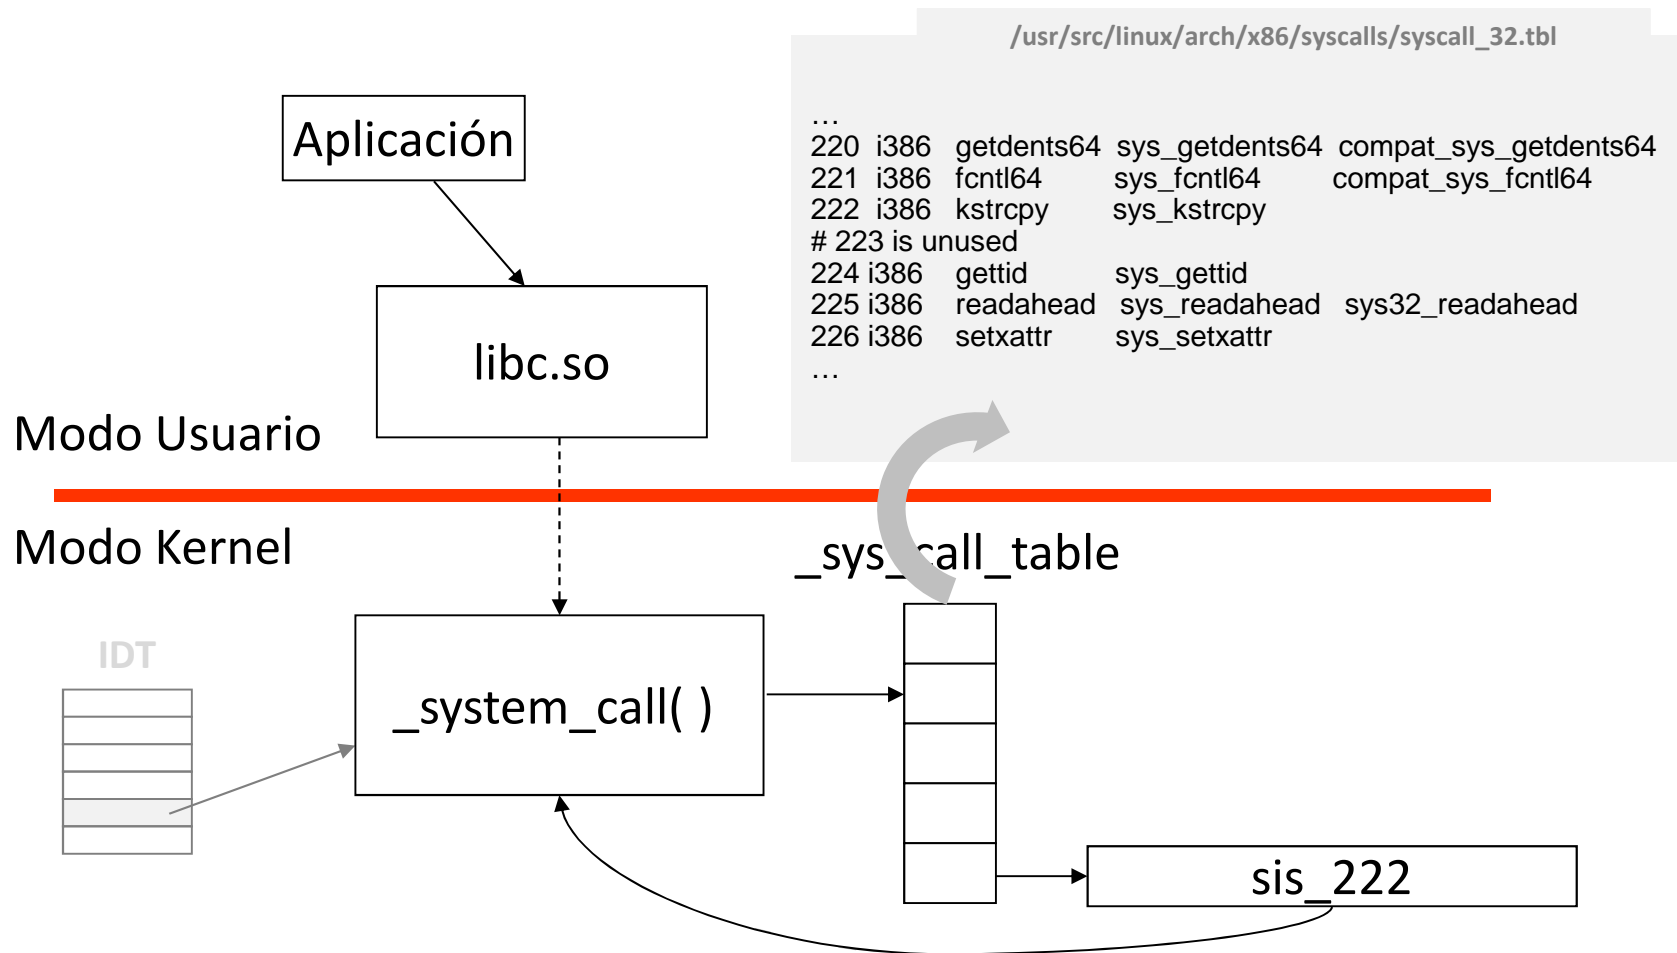 /usr/src/linux/arch/x86/syscalls/syscall_32.tbl
…
220 i386 getdents64 sys_getdents64 compat_sys_getdents64
221 i386 fcntl64 sys_fcntl64 compat_sys_fcntl64
222 i386 kstrcpy sys_kstrcpy
# 223 is unused
224 i386 gettid sys_gettid
225 i386 readahead sys_readahead sys32_readahead
226 i386 setxattr sys_setxattr
…
Aplicación
libc.so
Modo Usuario
Modo Kernel
_sys_call_table
IDT
_system_call( )
sis_222